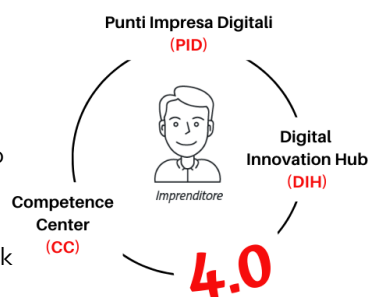 Punti Impresa Digitali
(PID)
Digital
Innovation Hub
(DIH)
Imprenditore
Competence
Center
(CC)
4.0